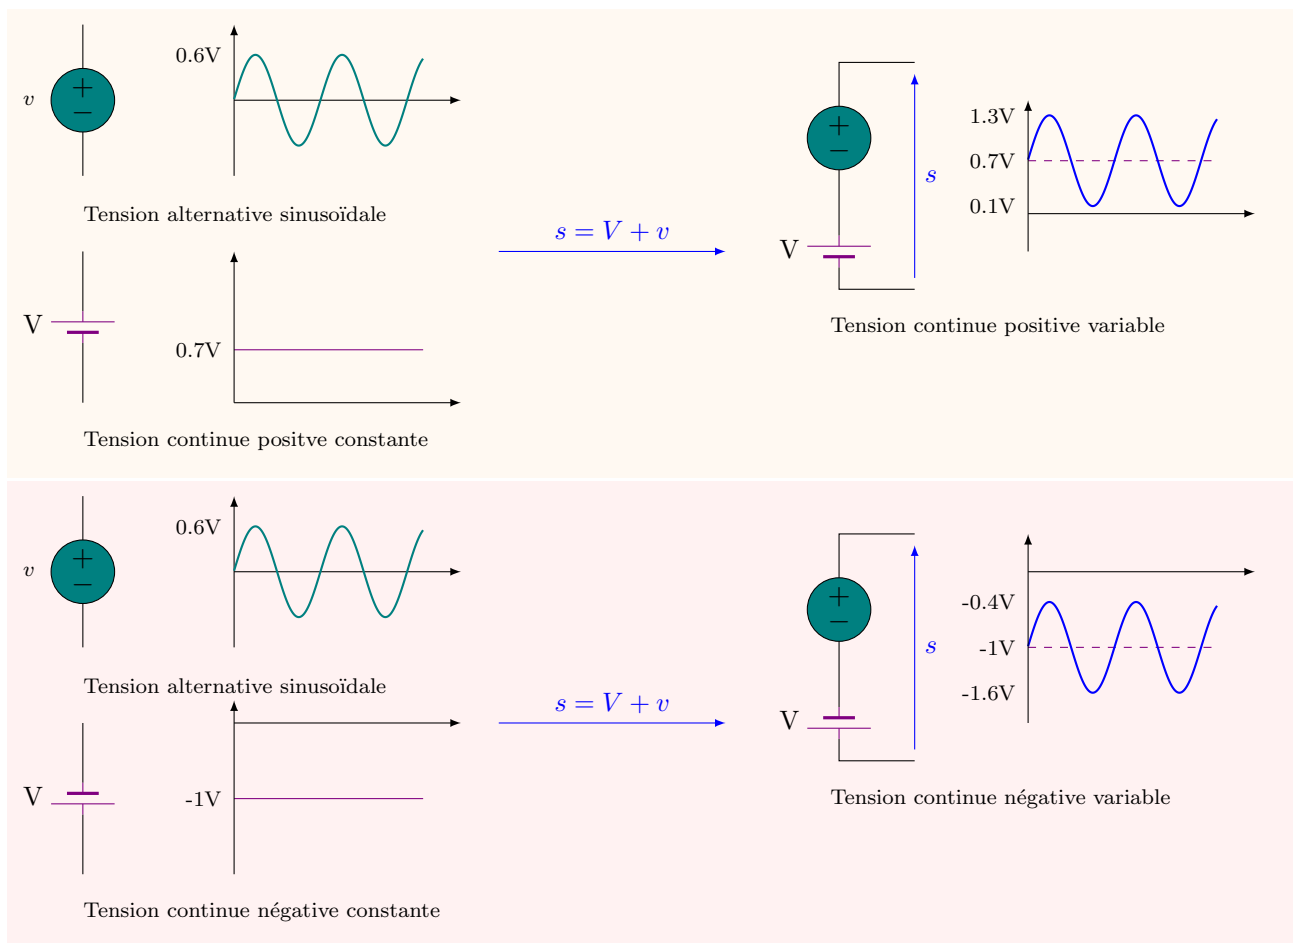 0.6V
v
Tension alternative sinusoïdale
V
0.7V
Tension continue positve constante
s = V + v
s
V
1.3V
0.7V
0.1V
Tension continue positive variable
0.6V
v
Tension alternative sinusoïdale
V
-1V
Tension continue négative constante
s = V + v
s
V
-0.4V
-1V
-1.6V
Tension continue négative variable